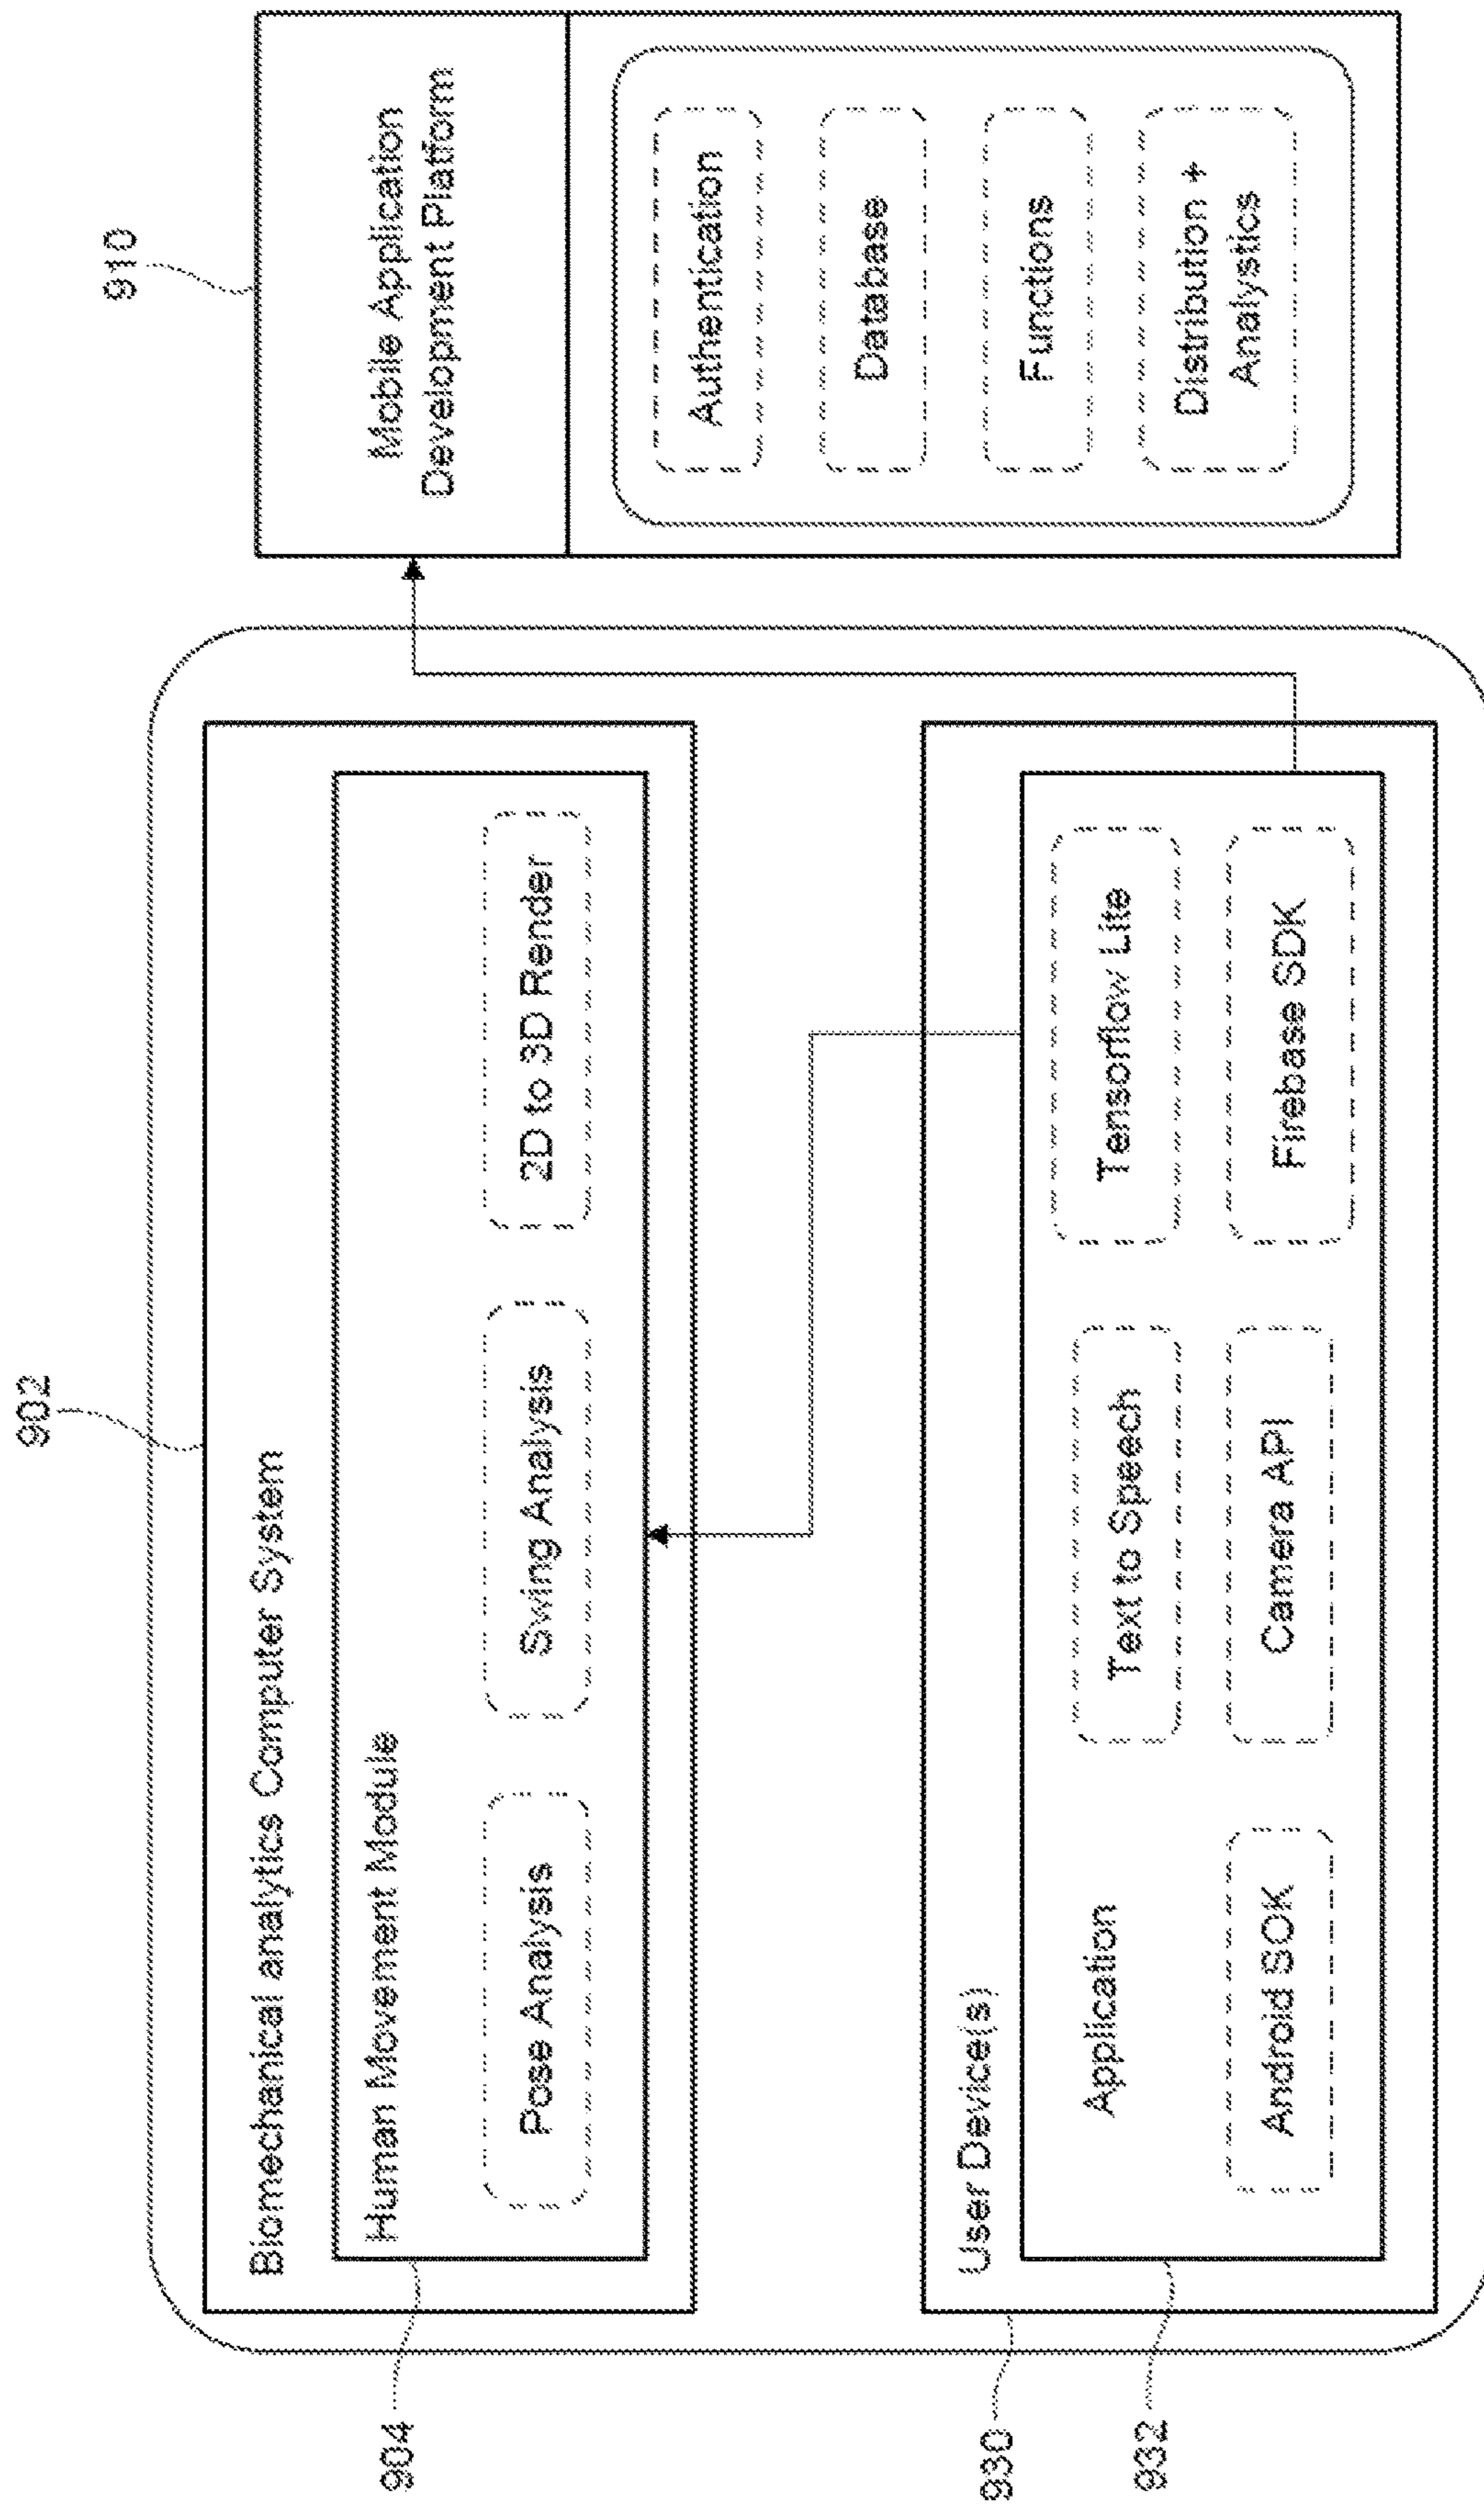 902
910
Biomechanical analytics Computer System
904
Human Movement Module
Pose Analysis
Swing Analysis
2D to 3D Render
930
User Device(s)
932
Application
Text to Speech
Tensorflow Lite
Android SOK
Camera API
Firebase SDK
Mobile Application
Development Platform
Authentication
Database
Functions
Distribution +
Analystics